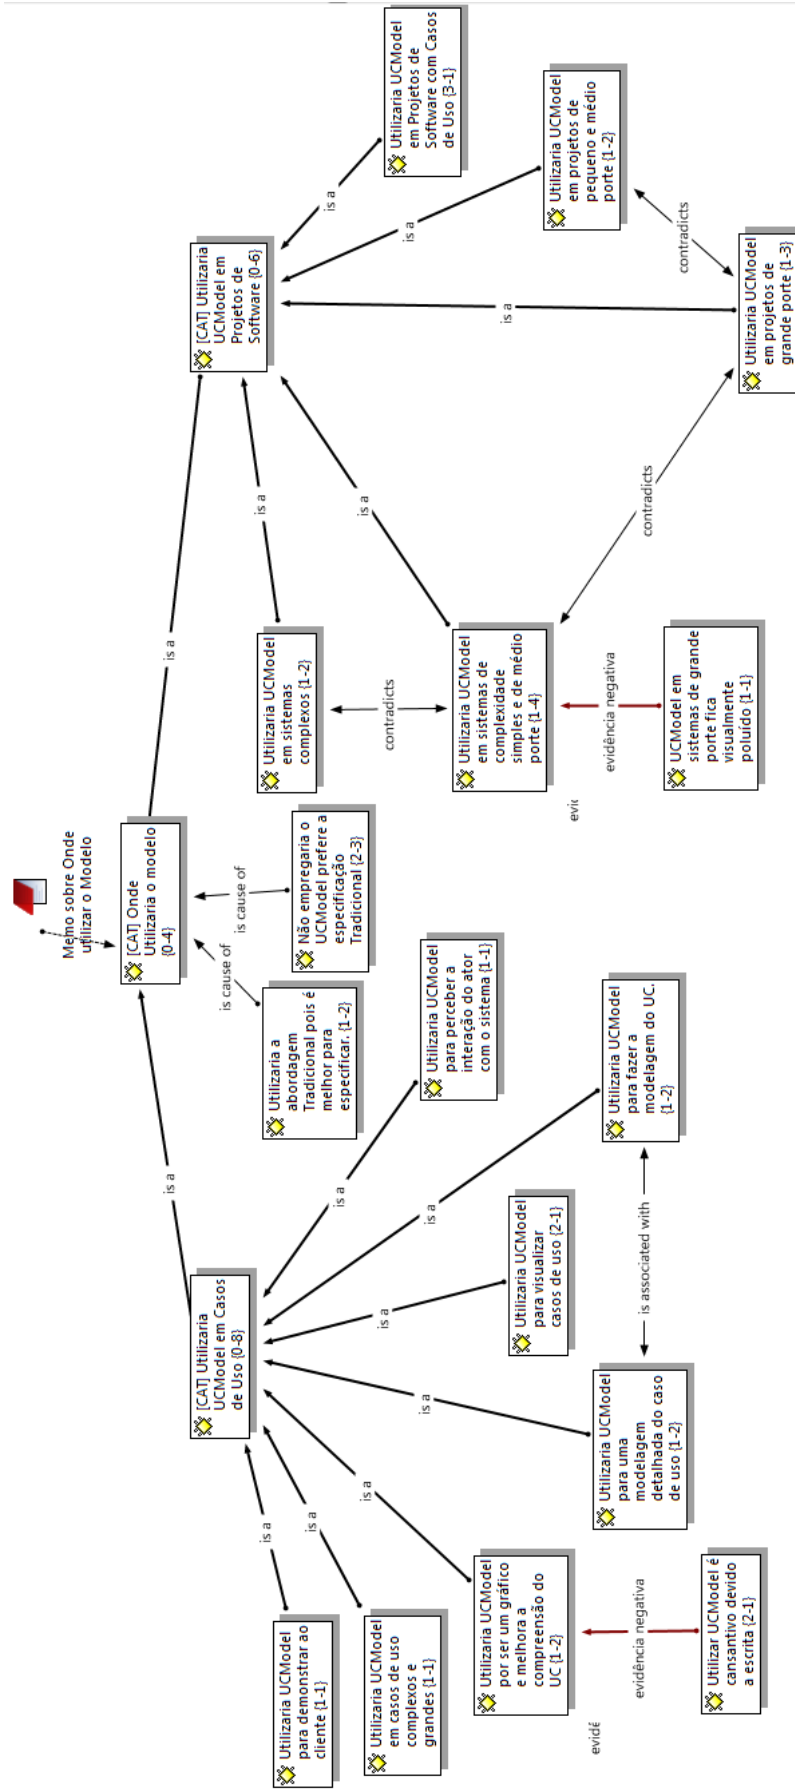 Memo sobre Onde
utilizar o Modelo
[CAT] Onde
Utilizaria o modelo
{0-4}
is a
is a
[CAT] Utilizaria
UCModel em Casos
de Uso {0-8}
[CAT] Utilizaria
UCModel em
Projetos de
Software {0-6}
is cause of
is cause of
Utilizaria a
abordagem
Tradicional pois é
melhor para
especificar. {1-2}
Não empregaria o
UCModel prefere a
especificação
Tradicional {2-3}
is a
is a
is a
is a
is a
is a
is a
Utilizaria UCModel
para demonstrar ao
cliente {1-1}
Utilizaria UCModel
em casos de uso
complexos e
grandes {1-1}
Utilizaria UCModel
por ser um gráfico
e melhora a
compreensão do
UC {1-2}
Utilizaria UCModel
para uma
modelagem
detalhada do caso
de uso {1-2}
Utilizaria UCModel
para visualizar
casos de uso {2-1}
Utilizaria UCModel
para fazer a
modelagem do UC.
{1-2}
Utilizaria UCModel
para perceber a
interação do ator
com o sistema {1-1}
is associated with
evidência negativa
Utilizar UCModel é
cansantivo devido
a escrita {2-1}
is a
is a
is a
is a
is a
Utilizaria UCModel
em sistemas
complexos {1-2}
contradicts
Utilizaria UCModel
em sistemas de
complexidade
simples e de médio
porte {1-4}
evidência negativa
UCModel em
sistemas de grande
porte fica
visualmente
poluído {1-1}
contradicts
Utilizaria UCModel
em projetos de
grande porte {1-3}
contradicts
Utilizaria UCModel
em projetos de
pequeno e médio
porte {1-2}
Utilizaria UCModel
em Projetos de
Software com Casos
de Uso {3-1}